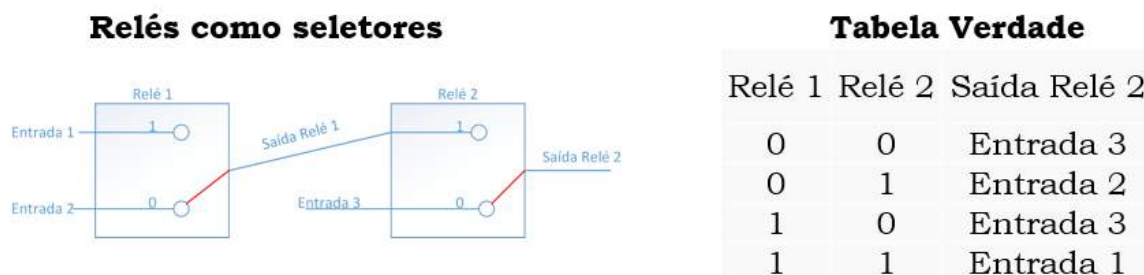 Relés como seletores
Relé 1
Relé 2
Entrada 1
1
Saída Relé 1
1
Saída Relé 2
Entrada 2
0
Entrada 3
0
Tabela Verdade
Relé 1 Relé 2 Saída Relé 2
0 0 Entrada 3
0 1 Entrada 2
1 0 Entrada 3
1 1 Entrada 1